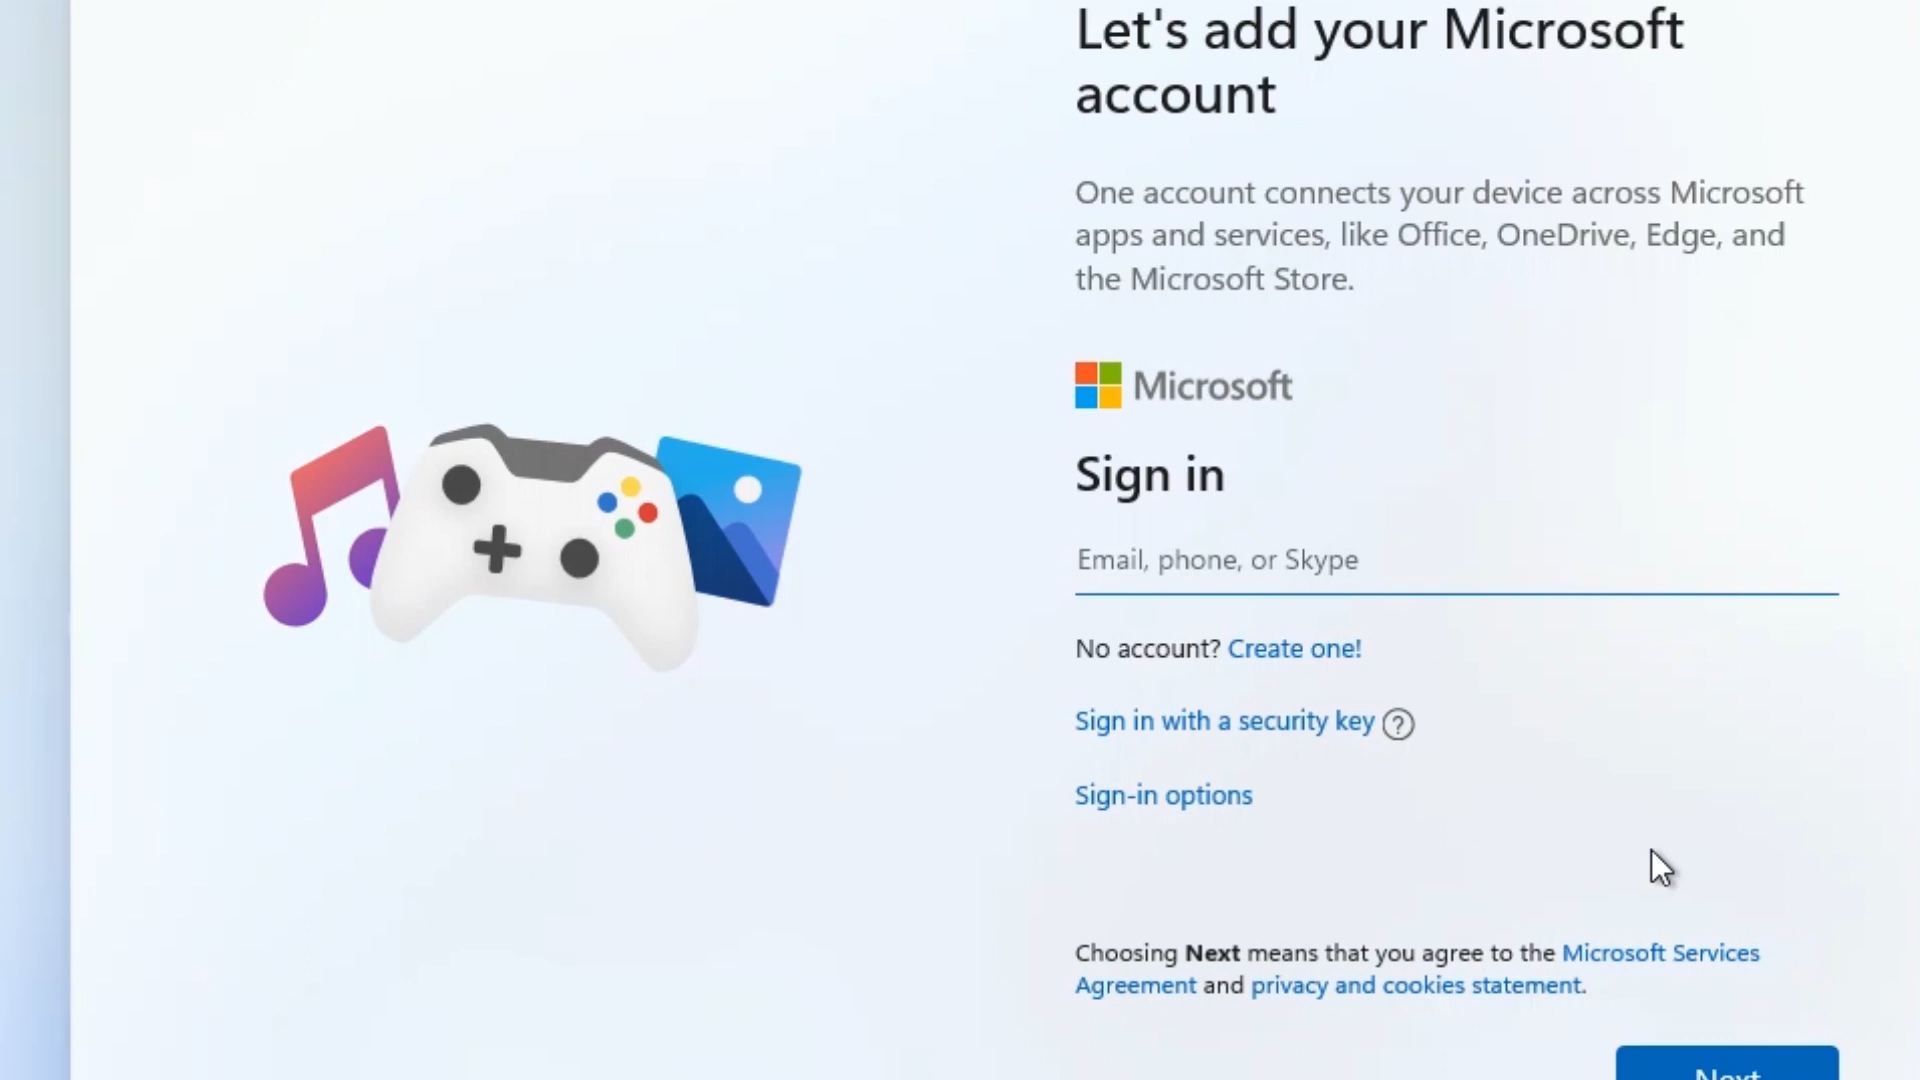 Let's add your Microsoft
account
One account connects your device across Microsoft
apps and services, like Office, OneDrive, Edge, and
the Microsoft Store.
Microsoft
Sign in
Email, phone, or Skype
No account? Create one!
Sign in with a security key ?
Sign-in options
Choosing Next means that you agree to the Microsoft Services
Agreement and privacy and cookies statement.
Next